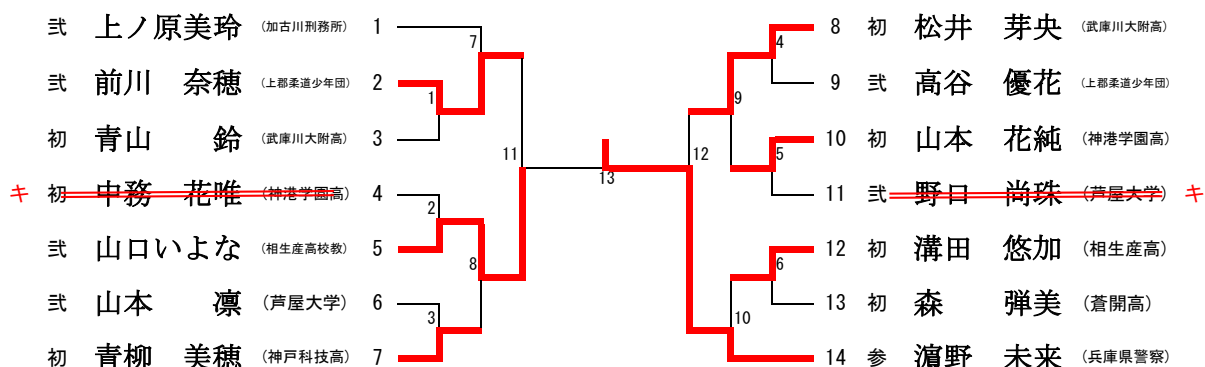 弐 上ノ原美玲 (加古川刑務所) 1
弐 前川 奈穂 (上郡柔道少年団) 2
初 青山 鈴 (武庫川大附高) 3
キ 初 中務 花唯 (神港学園高) 4
弐 山口いよな (相生産高校教) 5
弐 山本 凛 (芦屋大学) 6
初 青柳 美穂 (神戸科技高) 7
7
1
11
2
8
3
13
4
9
12
5
6
10
8 初 松井 芽央 (武庫川大附高)
9 弐 高谷 優花 (上郡柔道少年団)
10 初 山本 花純 (神港学園高)
11 弐 野口 尚珠 (芦屋大学) キ
12 初 溝田 悠加 (相生産高)
13 初 森 弾美 (蒼開高)
14 参 濵野 未来 (兵庫県警察)